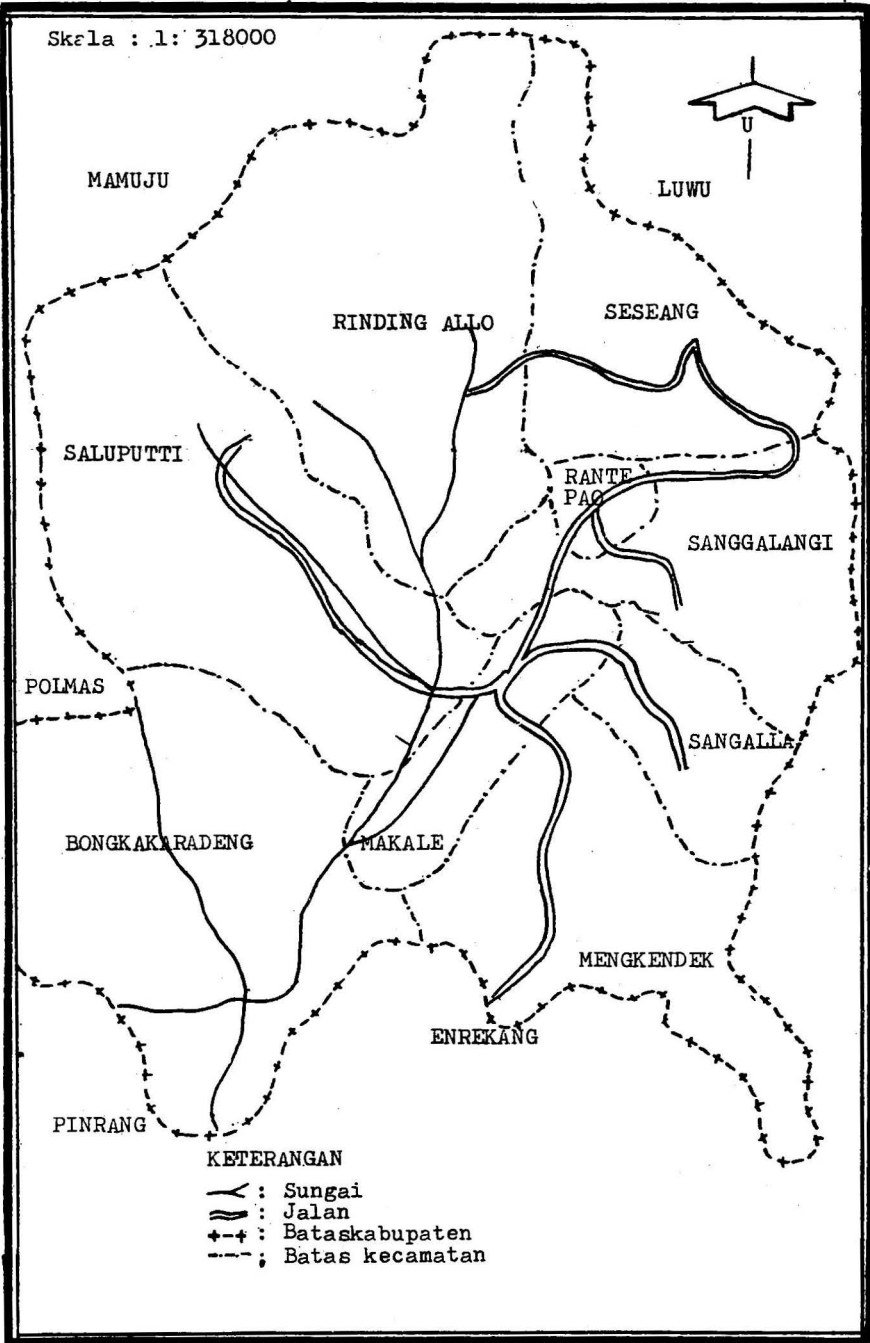 Skala : 1: 318000
U
MAMUJU
LUWU
RINDING ALLO
SESEANG
SALUPUTTI
RANTE
PAO
SANGGALANGI
POLMAS
SANGALLA
BONGKAKARADENG
MAKALE
MENGKENDEK
ENREKANG
PINRANG
KETERANGAN
: Sungai
: Jalan
: Bataskabupaten
: Batas kecamatan